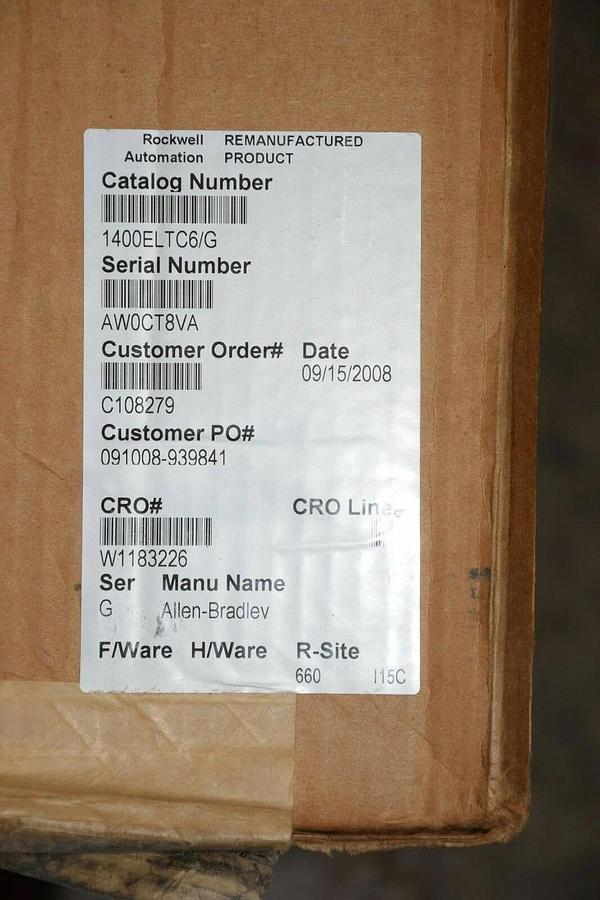 Rockwell REMANUFACTURED
Automation PRODUCT
Catalog Number
1400ELTC6/G
Serial Number
AW0CT8VA
Customer Order# Date
09/15/2008
C108279
Customer PO#
091008-939841
CRO# CRO Line#
W1183226
Ser Manu Name
G Allen-Bradley
F/Ware H/Ware R-Site
660 I15C